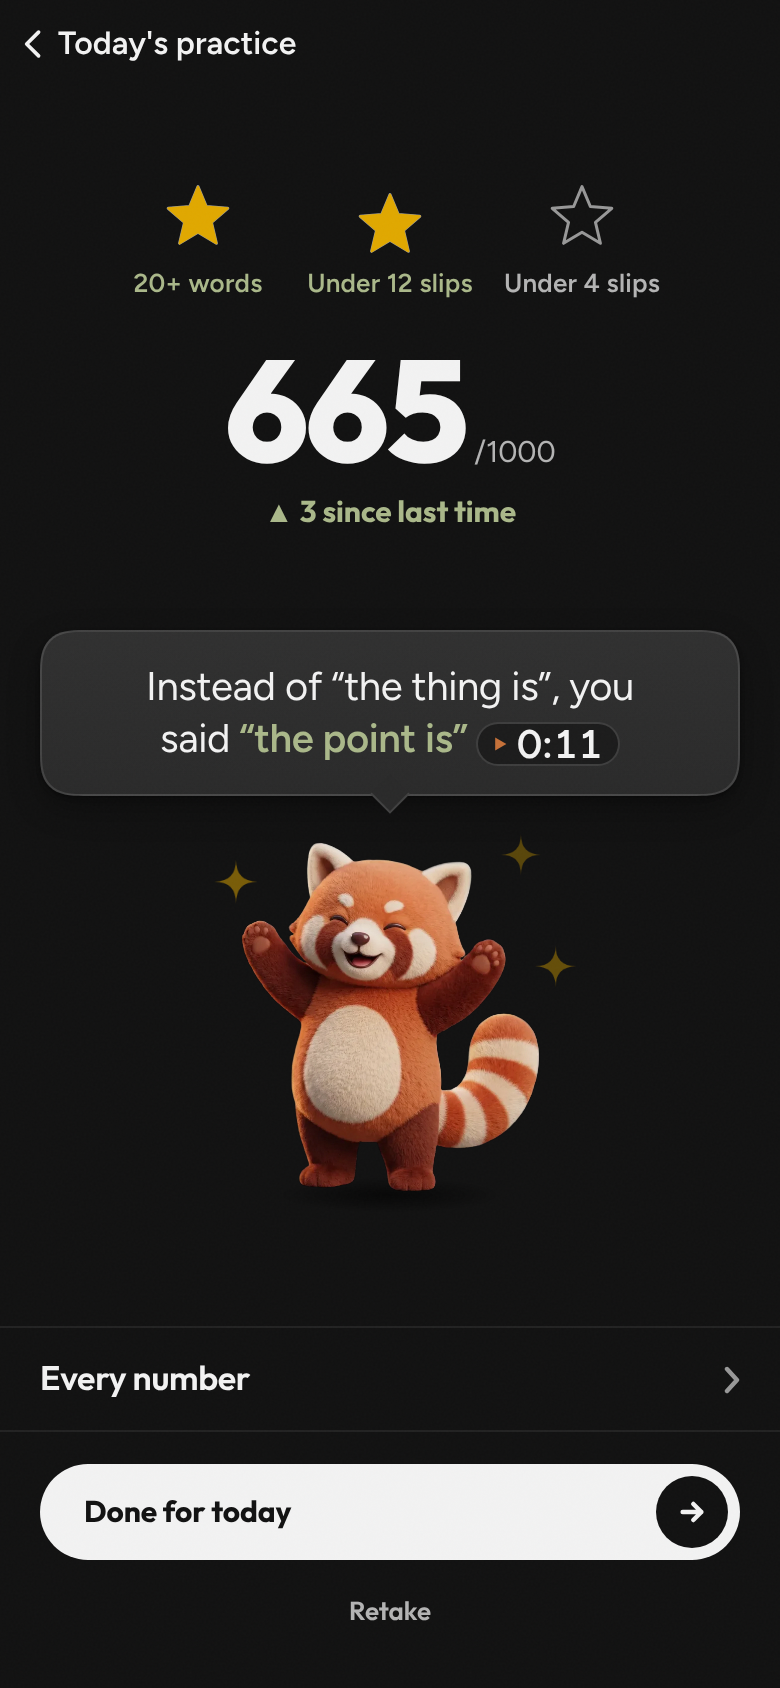 Today's practice
20+ words
Under 12 slips
Under 4 slips
665/1000
▲ 3 since last time
Instead of “the thing is”, you
said “the point is” 0:11
Every number
Done for today
Retake